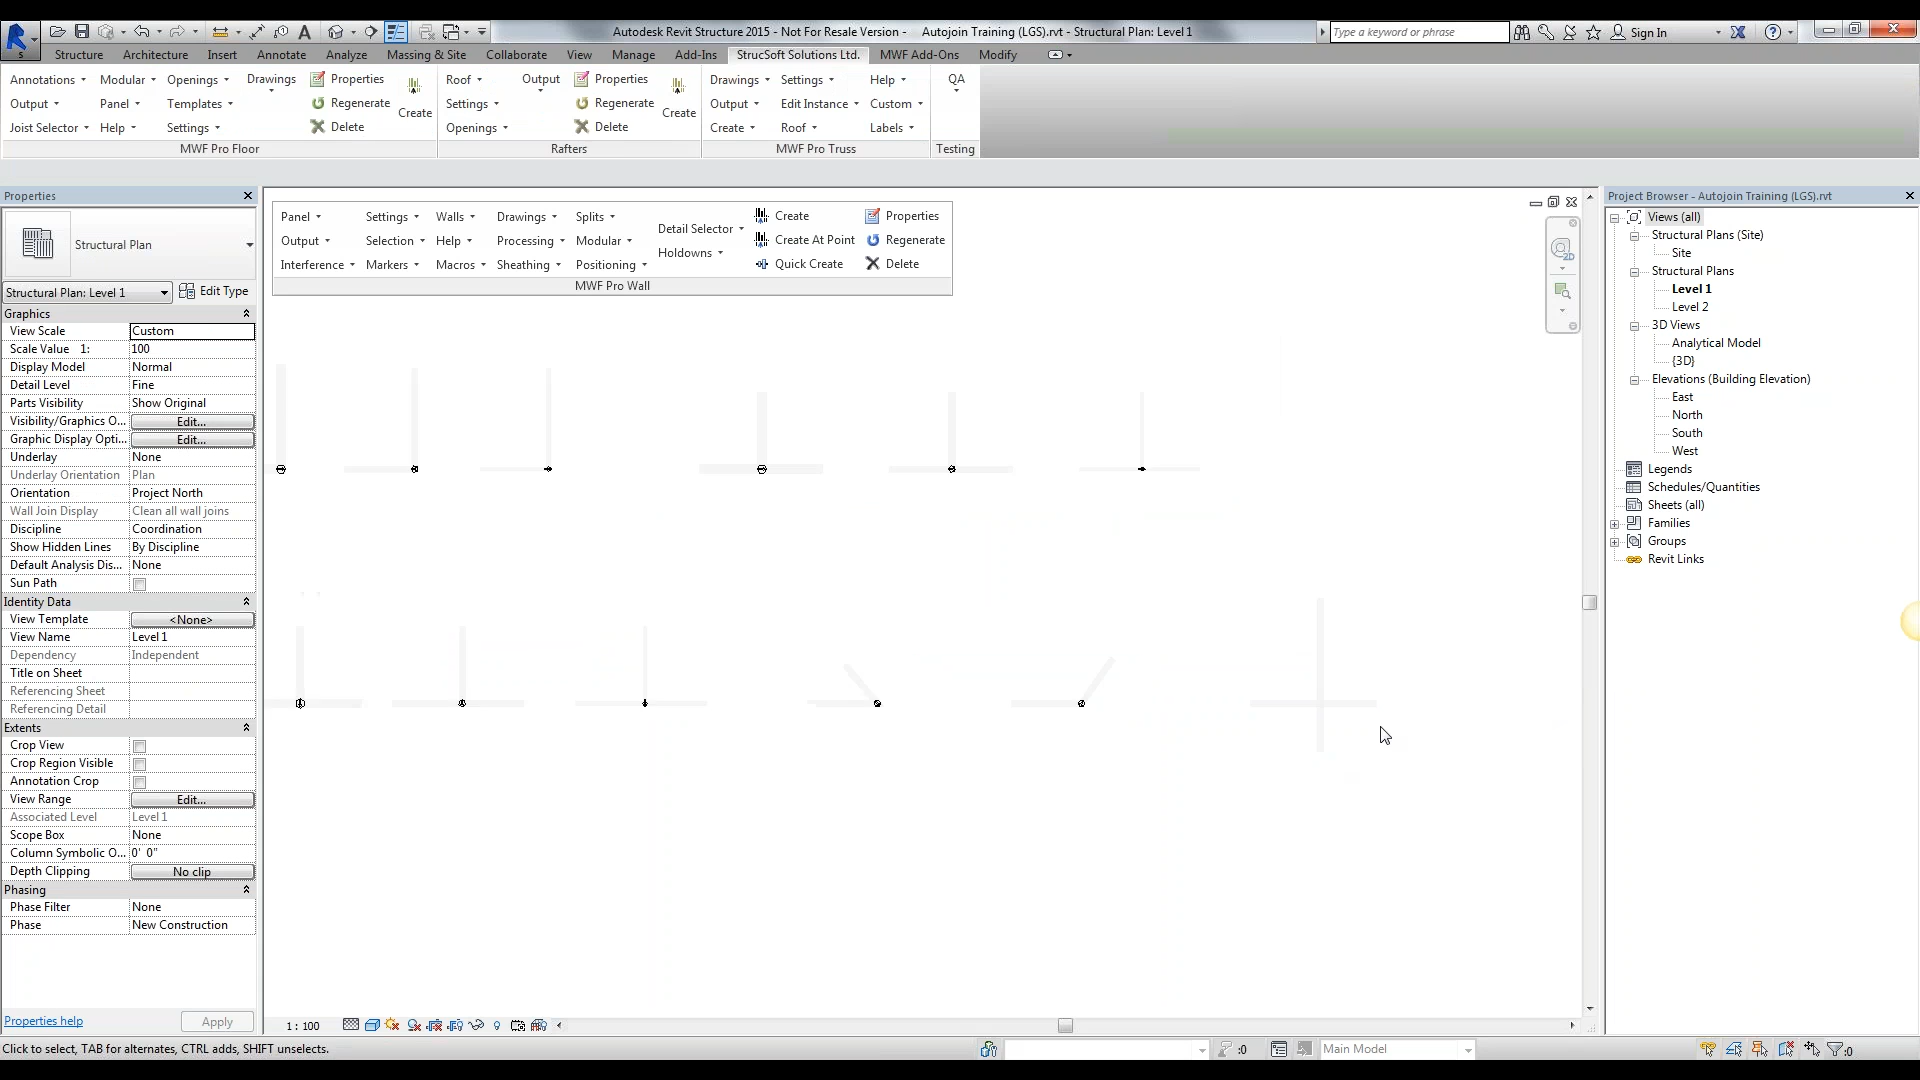 Autodesk Revit Structure 2015 - Not For Resale Version - Autojoin Training (LGS).rvt - Structural Plan: Level 1
Type a keyword or phrase
Sign In
Structure Architecture Insert Annotate Analyze Massing & Site Collaborate View Manage Add-Ins StrucSoft Solutions Ltd. MWF Add-Ons Modify
Annotations Modular Openings Drawings Properties Roof Output Properties Drawings Settings Help QA
Output Panel Templates Regenerate Create Settings Regenerate Create Output Edit Instance Custom
Joist Selector Help Settings Delete Openings Delete Create Roof Labels
MWF Pro Floor Rafters MWF Pro Truss Testing
Properties
Structural Plan
Structural Plan: Level 1 Edit Type
Graphics
View Scale Custom
Scale Value 1: 100
Display Model Normal
Detail Level Fine
Parts Visibility Show Original
Visibility/Graphics O... Edit...
Graphic Display Opti... Edit...
Underlay None
Underlay Orientation Plan
Orientation Project North
Wall Join Display Clean all wall joins
Discipline Coordination
Show Hidden Lines By Discipline
Default Analysis Dis... None
Sun Path
Identity Data
View Template <None>
View Name Level 1
Dependency Independent
Title on Sheet
Referencing Sheet
Referencing Detail
Extents
Crop View
Crop Region Visible
Annotation Crop
View Range Edit...
Associated Level Level 1
Scope Box None
Column Symbolic O... 0' 0"
Depth Clipping No clip
Phasing
Phase Filter None
Phase New Construction
Properties help Apply
Panel Settings Walls Drawings Splits Detail Selector Create Properties
Output Selection Help Processing Modular Holdowns Create At Point Regenerate
Interference Markers Macros Sheathing Positioning Quick Create Delete
MWF Pro Wall
2D
1 : 100
Project Browser - Autojoin Training (LGS).rvt
Views (all)
Structural Plans (Site)
Site
Structural Plans
Level 1
Level 2
3D Views
Analytical Model
{3D}
Elevations (Building Elevation)
East
North
South
West
Legends
Schedules/Quantities
Sheets (all)
Families
Groups
Revit Links
Click to select, TAB for alternates, CTRL adds, SHIFT unselects. :0 Main Model :0